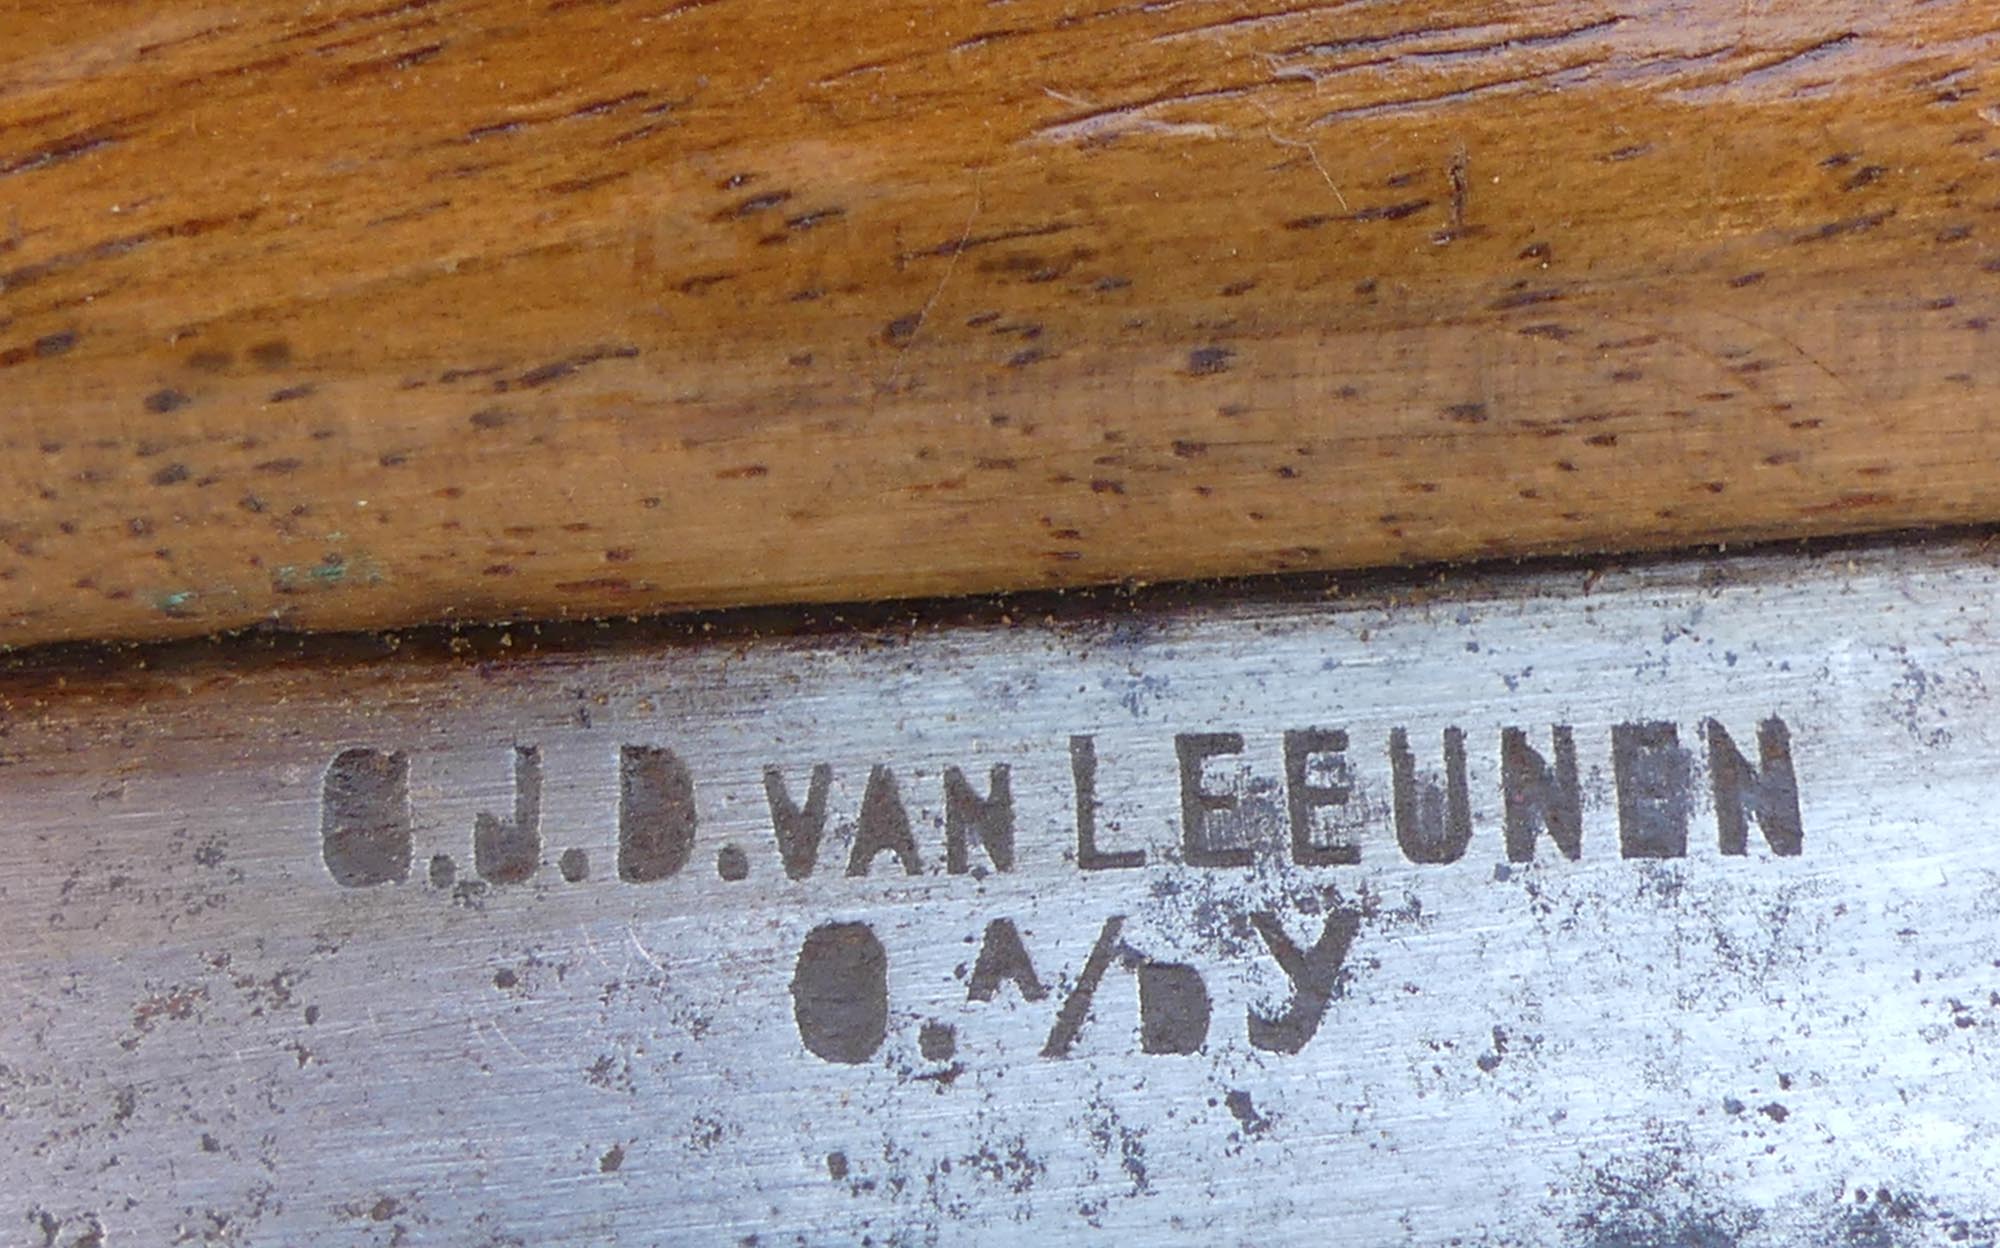 G.J.D. VAN LEEUNEN
O. A/D Y